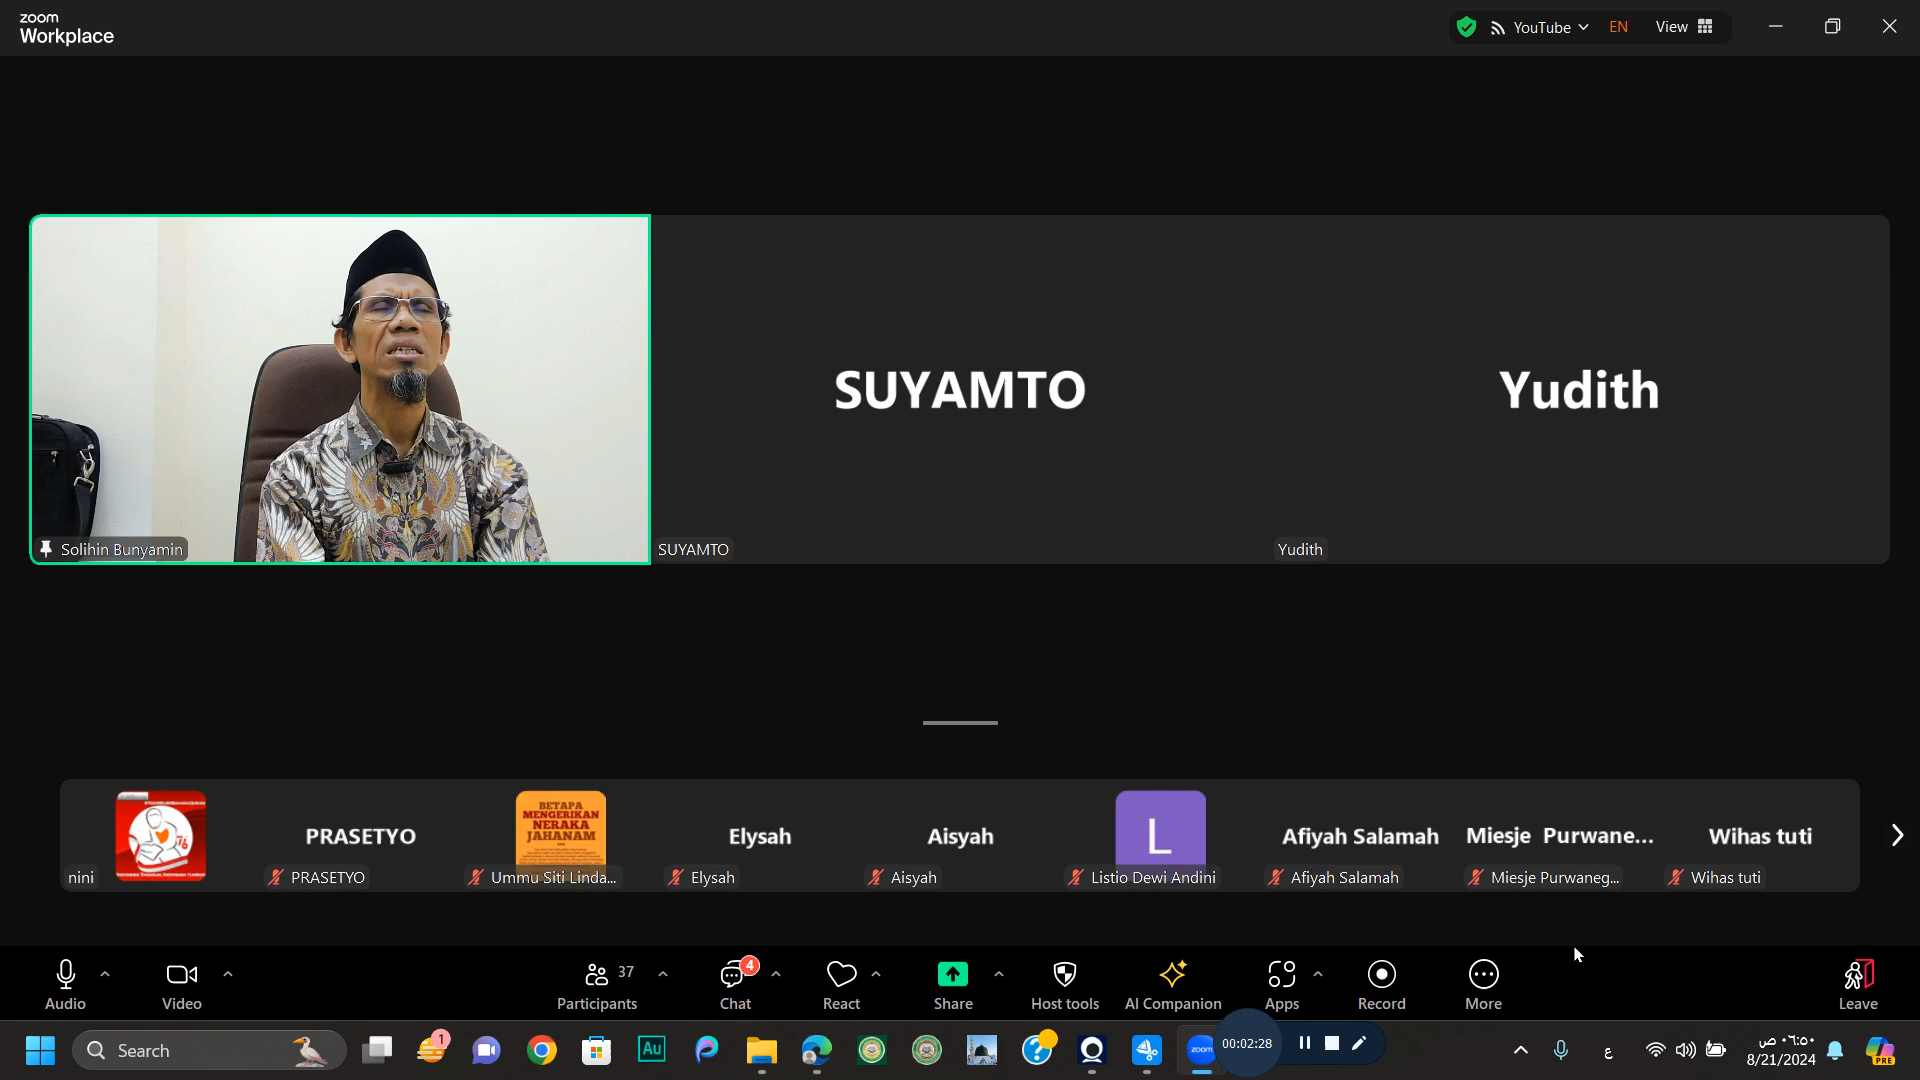 zoom
Workplace
YouTube
EN
View
Solihin Bunyamin
SUYAMTO
SUYAMTO
Yudith
Yudith
nini
PRASETYO
PRASETYO
BETAPA
MENGERIKAN
NERAKA
JAHANAM
Ummu Siti Linda...
Elysah
Elysah
Aisyah
Aisyah
L
Listio Dewi Andini
Afiyah Salamah
Afiyah Salamah
Miesje Purwane...
Miesje Purwaneg...
Wihas tuti
Wihas tuti
Audio
Video
37
Participants
4
Chat
React
Share
Host tools
AI Companion
Apps
Record
More
Leave
Search
1
Au
zoom
00:02:28
ع
٠٦:٥٠ ص
8/21/2024
PRE